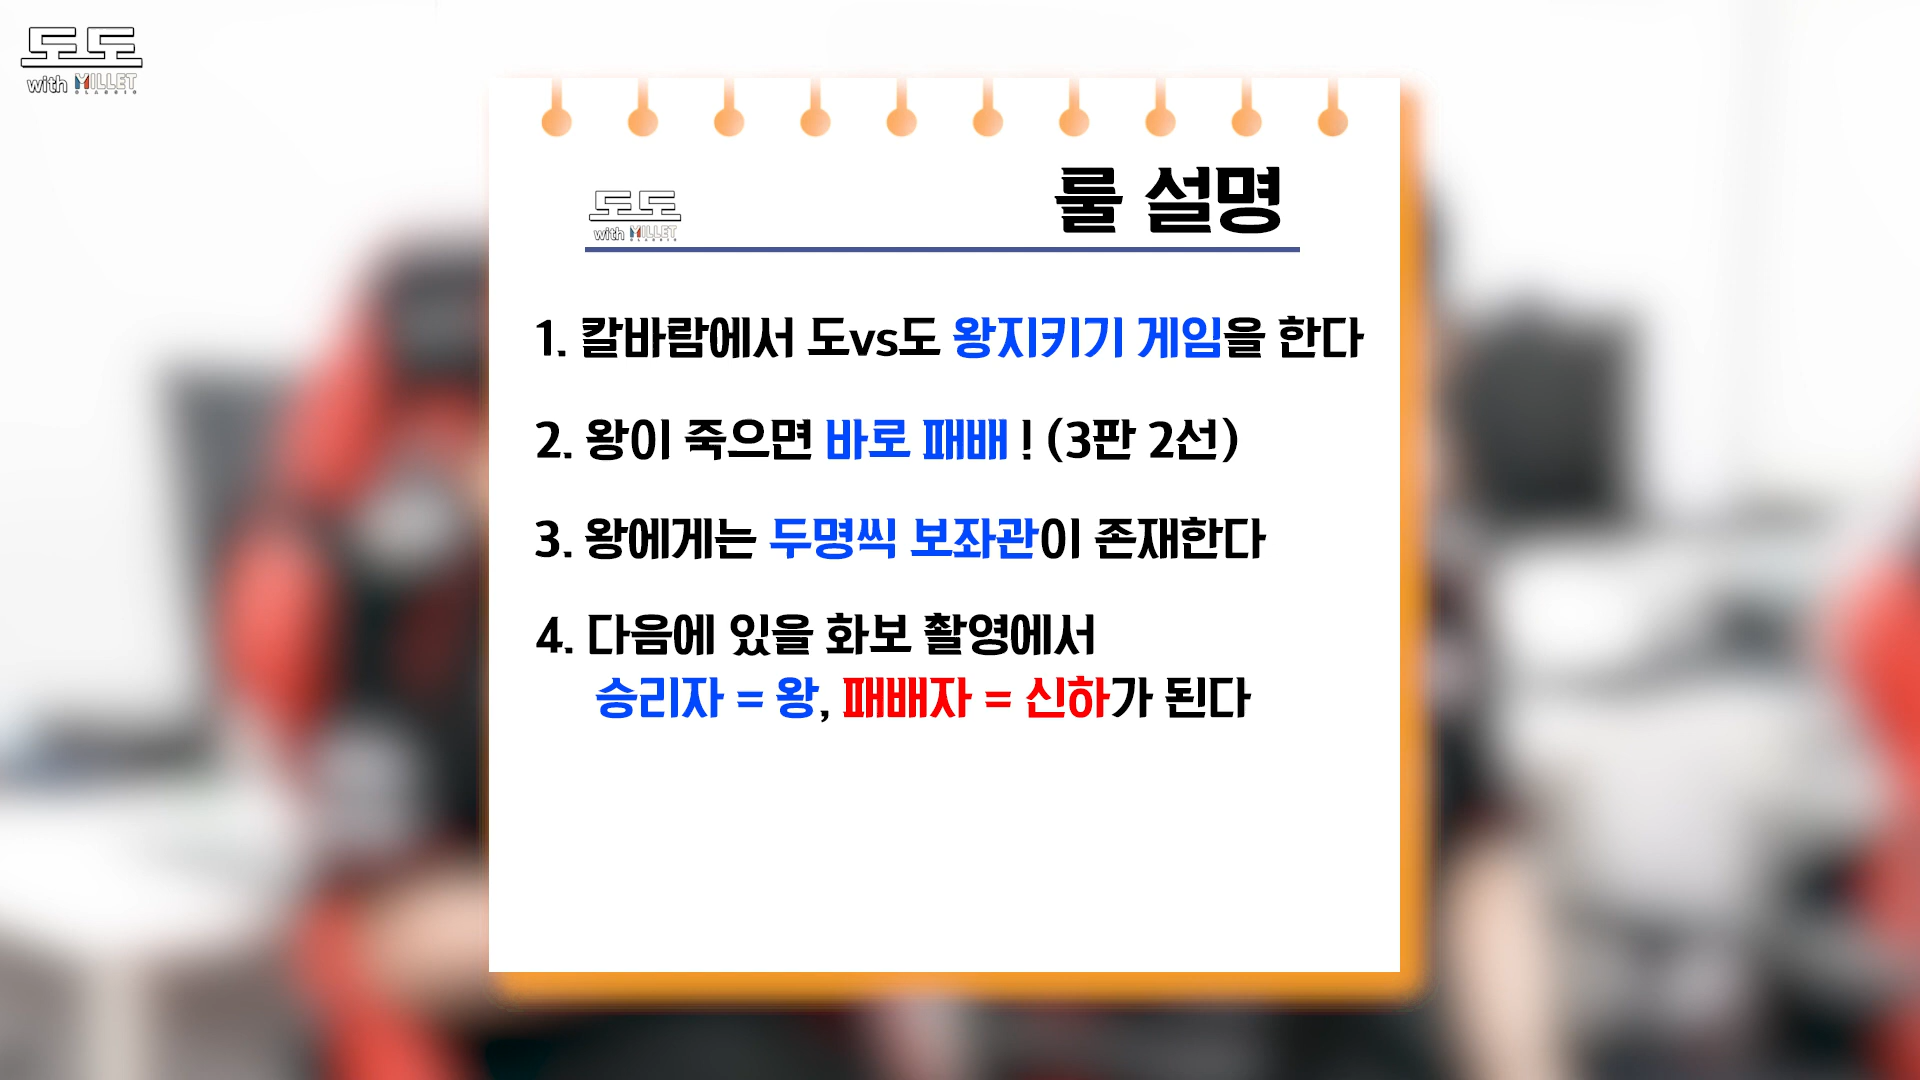 도도
with MILLET
CLASSIC
룰 설명
도도
with MILLET
CLASSIC
1. 칼바람에서 도vs도 왕지키기 게임을 한다
2. 왕이 죽으면 바로 패배 ! (3판 2선)
3. 왕에게는 두명씩 보좌관이 존재한다
4. 다음에 있을 화보 촬영에서
승리자 = 왕, 패배자 = 신하가 된다